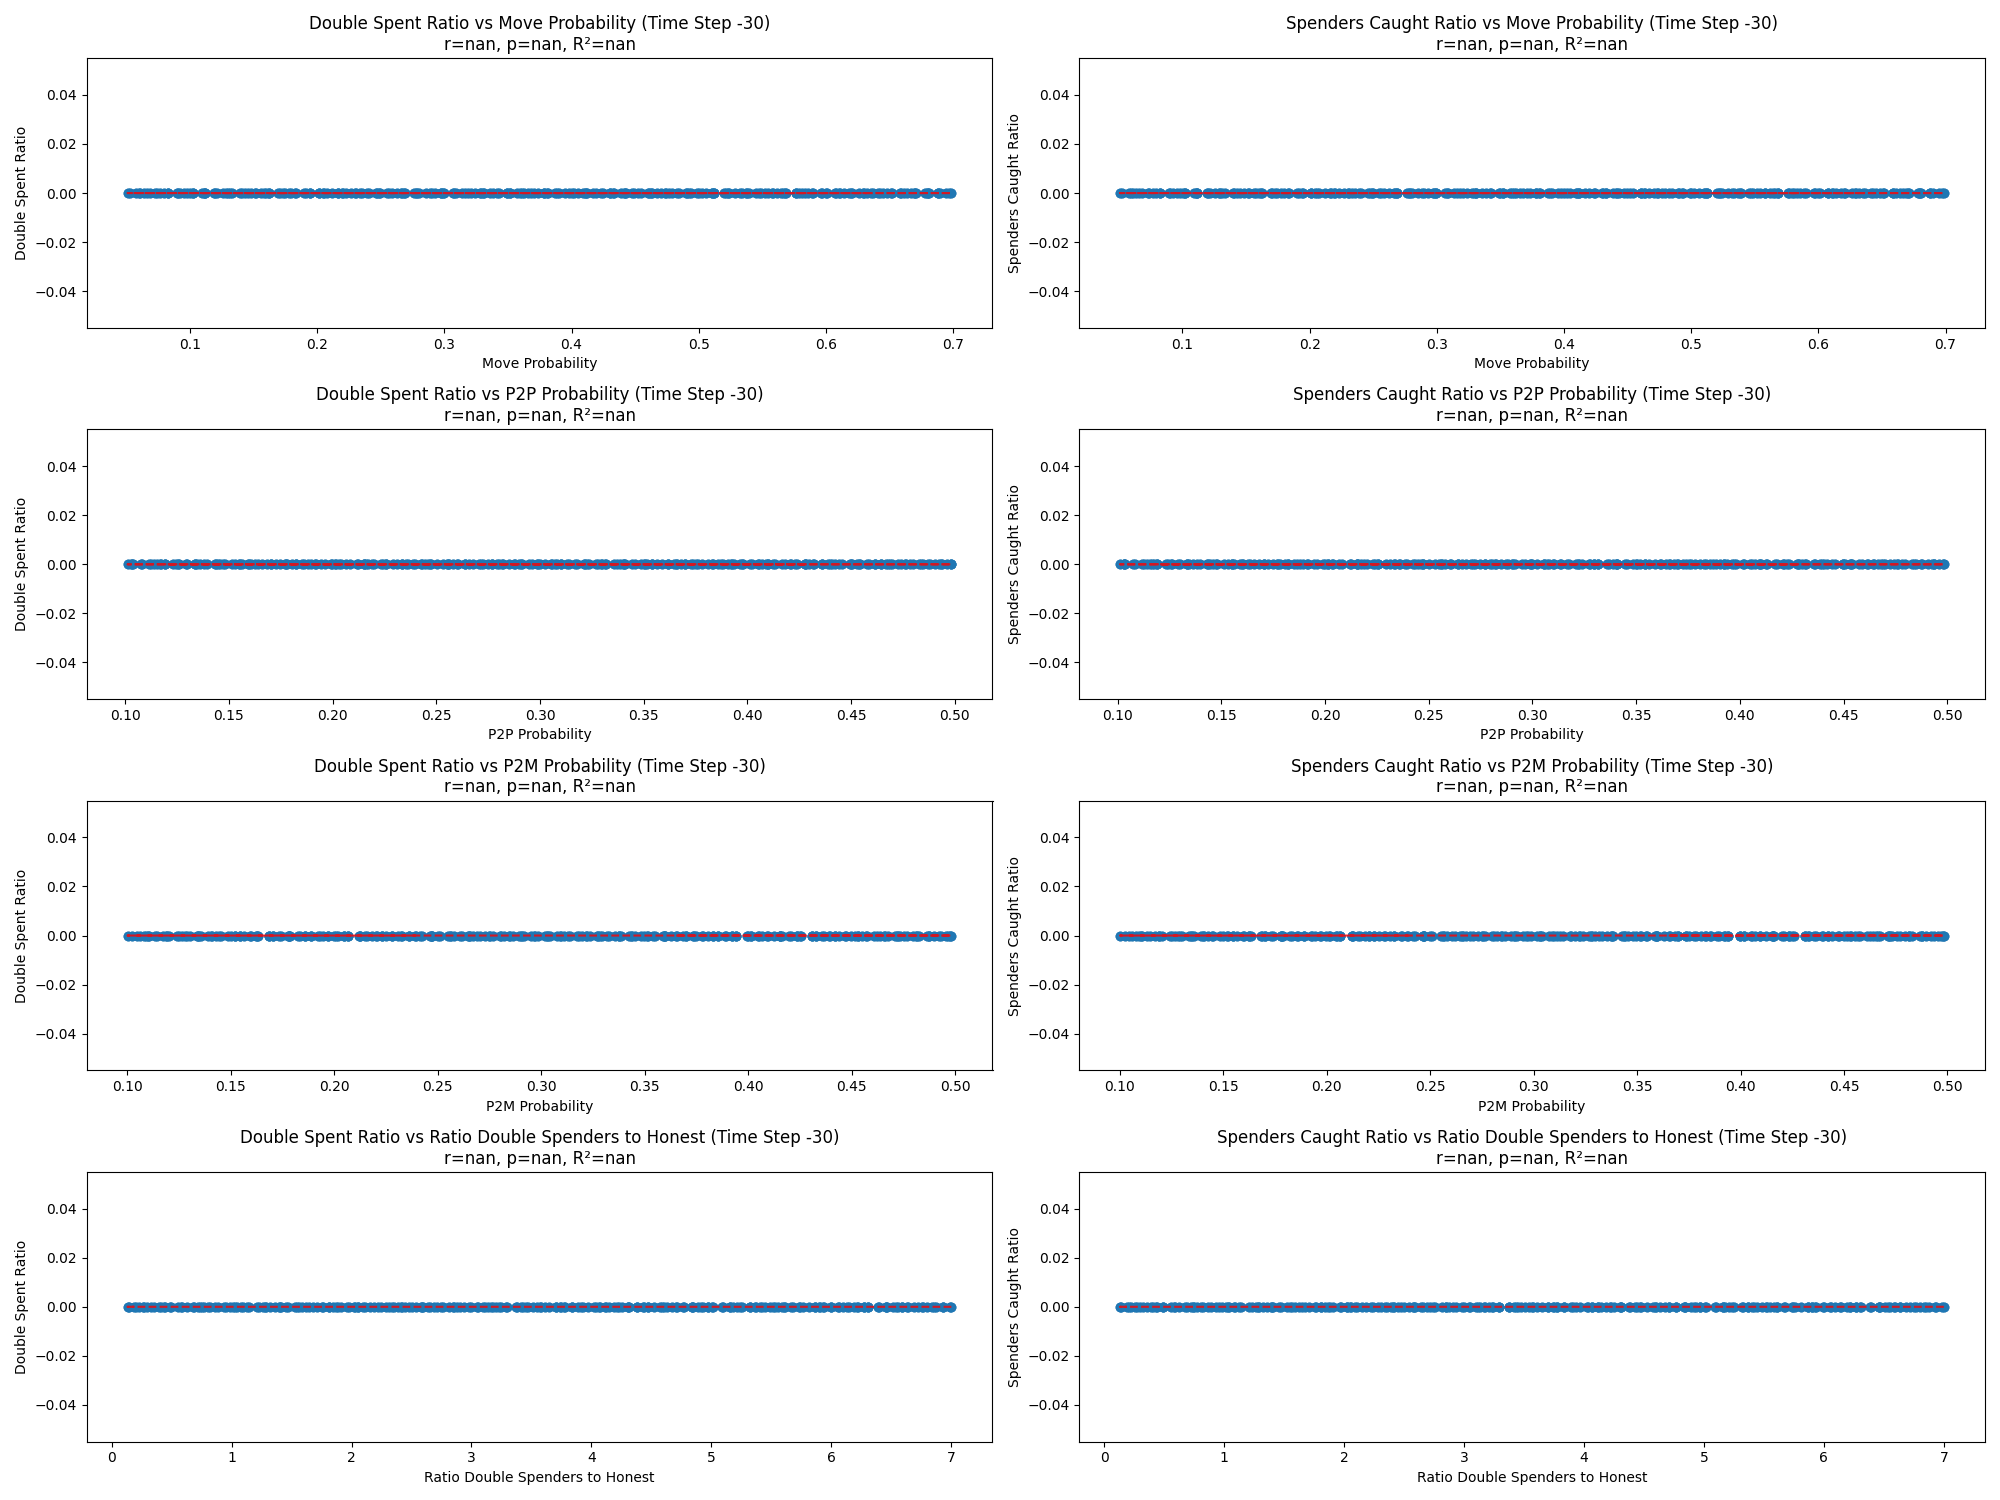 Double Spent Ratio vs Move Probability (Time Step -30)
r=nan, p=nan, R²=nan
Double Spent Ratio
0.04
0.02
0.00
−0.02
−0.04
0.1 0.2 0.3 0.4 0.5 0.6 0.7
Move Probability
Spenders Caught Ratio vs Move Probability (Time Step -30)
r=nan, p=nan, R²=nan
Spenders Caught Ratio
0.04
0.02
0.00
−0.02
−0.04
0.1 0.2 0.3 0.4 0.5 0.6 0.7
Move Probability
Double Spent Ratio vs P2P Probability (Time Step -30)
r=nan, p=nan, R²=nan
Double Spent Ratio
0.04
0.02
0.00
−0.02
−0.04
0.10 0.15 0.20 0.25 0.30 0.35 0.40 0.45 0.50
P2P Probability
Spenders Caught Ratio vs P2P Probability (Time Step -30)
r=nan, p=nan, R²=nan
Spenders Caught Ratio
0.04
0.02
0.00
−0.02
−0.04
0.10 0.15 0.20 0.25 0.30 0.35 0.40 0.45 0.50
P2P Probability
Double Spent Ratio vs P2M Probability (Time Step -30)
r=nan, p=nan, R²=nan
Double Spent Ratio
0.04
0.02
0.00
−0.02
−0.04
0.10 0.15 0.20 0.25 0.30 0.35 0.40 0.45 0.50
P2M Probability
Spenders Caught Ratio vs P2M Probability (Time Step -30)
r=nan, p=nan, R²=nan
Spenders Caught Ratio
0.04
0.02
0.00
−0.02
−0.04
0.10 0.15 0.20 0.25 0.30 0.35 0.40 0.45 0.50
P2M Probability
Double Spent Ratio vs Ratio Double Spenders to Honest (Time Step -30)
r=nan, p=nan, R²=nan
Double Spent Ratio
0.04
0.02
0.00
−0.02
−0.04
0 1 2 3 4 5 6 7
Ratio Double Spenders to Honest
Spenders Caught Ratio vs Ratio Double Spenders to Honest (Time Step -30)
r=nan, p=nan, R²=nan
Spenders Caught Ratio
0.04
0.02
0.00
−0.02
−0.04
0 1 2 3 4 5 6 7
Ratio Double Spenders to Honest